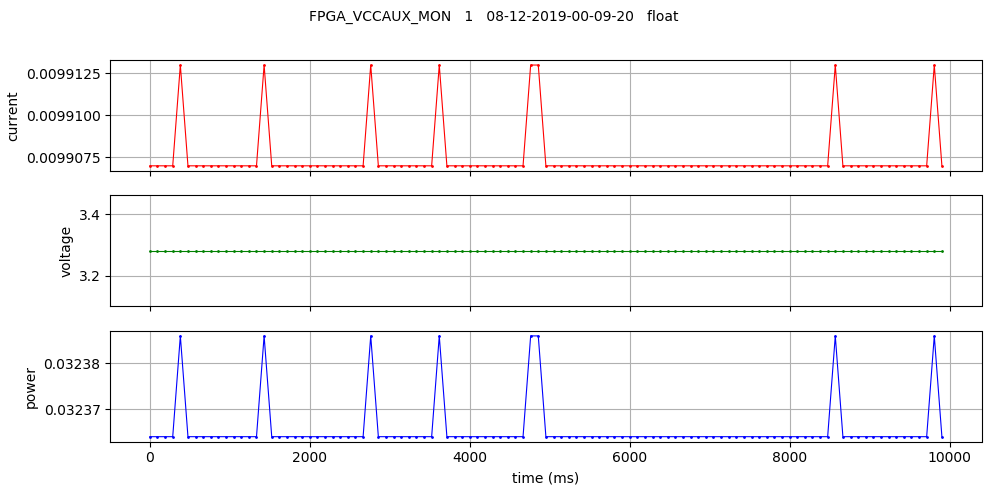 FPGA_VCCAUX_MON   1   08-12-2019-00-09-20   float
0.0099125
0.0099100
0.0099075
current
3.4
3.2
voltage
0.03238
0.03237
power
0 2000 4000 6000 8000 10000
time (ms)